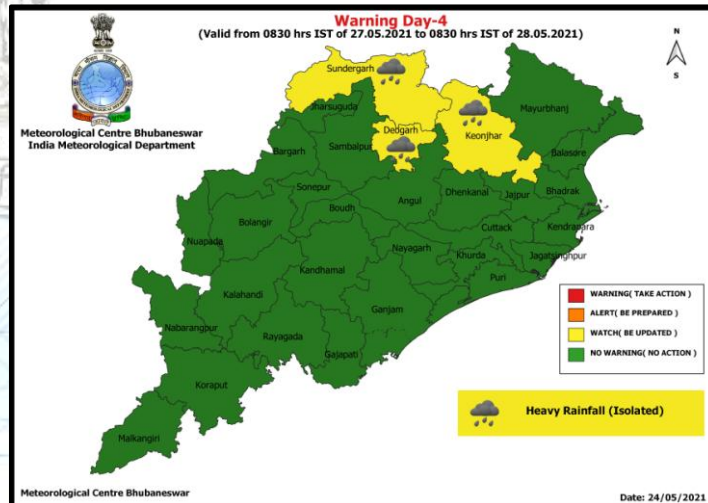 Warning Day-4
(Valid from 0830 hrs IST of 27.05.2021 to 0830 hrs IST of 28.05.2021)
N
S
Meteorological Centre Bhubaneswar
India Meteorological Department
Sundergarh
Jharsuguda
Mayurbhanj
Deogarh
Keonjhar
Sambalpur
Bargarh
Balasore
Sonepur
Angul
Dhenkanal
Jajpur
Bhadrak
Boudh
Bolangir
Nuapada
Cuttack
Kendrapara
Nayagarh
Khurda
Jagatsinghpur
Kandhamal
Puri
Kalahandi
Ganjam
Nabarangpur
Rayagada
Gajapati
Koraput
Malkangiri
WARNING( TAKE ACTION )
ALERT( BE PREPARED )
WATCH( BE UPDATED )
NO WARNING( NO ACTION )
Heavy Rainfall (Isolated)
Meteorological Centre Bhubaneswar
Date: 24/05/2021